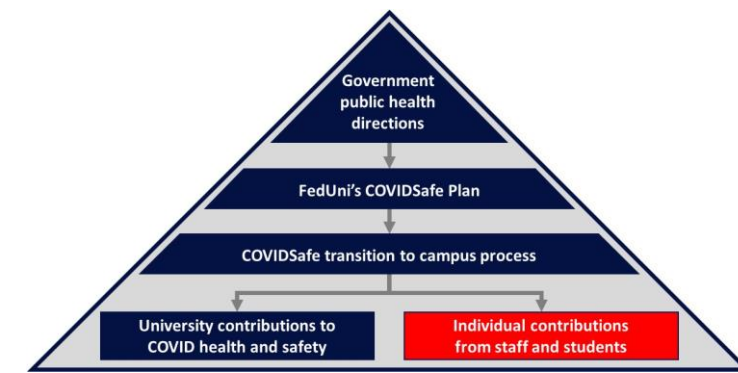 Government
public health
directions
FedUni's COVIDSafe Plan
COVIDSafe transition to campus process
University contributions to
COVID health and safety
Individual contributions
from staff and students